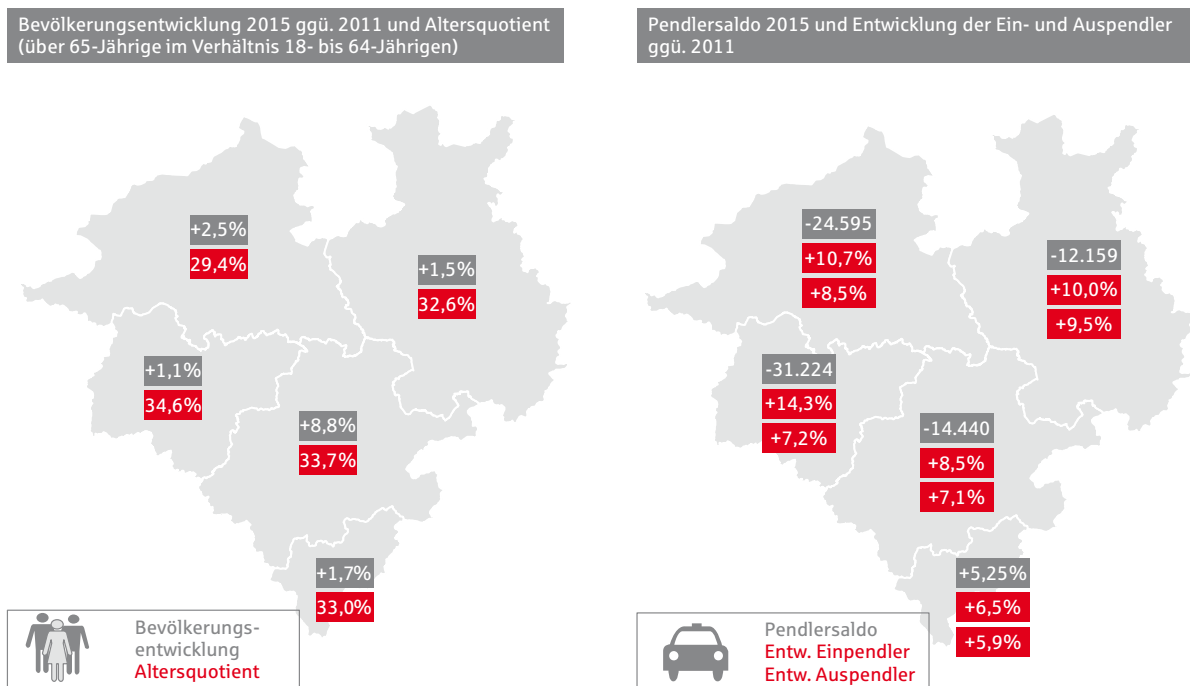 Bevölkerungsentwicklung 2015 ggü. 2011 und Altersquotient
(über 65-Jährige im Verhältnis 18- bis 64-Jährigen)
+2,5%
29,4%
+1,5%
32,6%
+1,1%
34,6%
+8,8%
33,7%
+1,7%
33,0%
Bevölkerungs-
entwicklung
Altersquotient
Pendlersaldo 2015 und Entwicklung der Ein- und Auspendler
ggü. 2011
-24.595
+10,7%
+8,5%
-12.159
+10,0%
+9,5%
-31.224
+14,3%
+7,2%
-14.440
+8,5%
+7,1%
+5,25%
+6,5%
+5,9%
Pendlersaldo
Entw. Einpendler
Entw. Auspendler